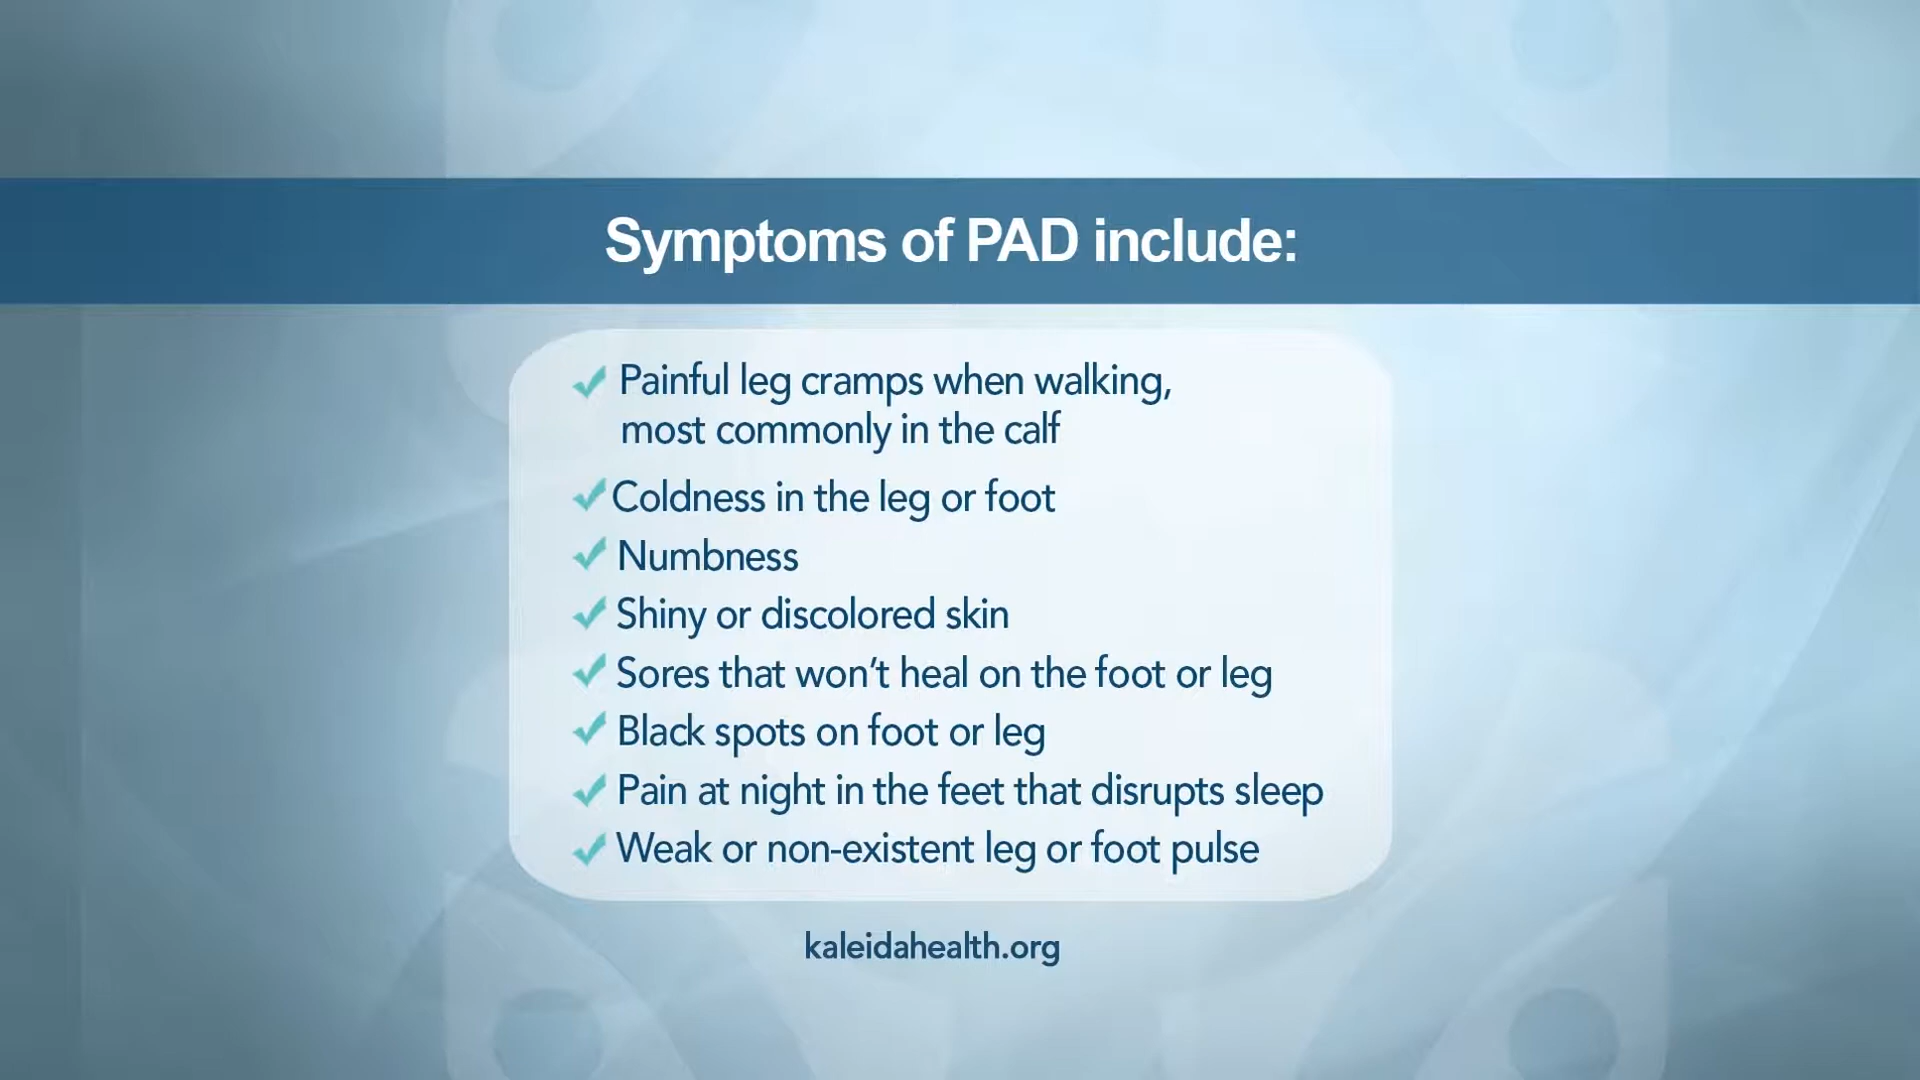 Symptoms of PAD include:
Painful leg cramps when walking,
most commonly in the calf
Coldness in the leg or foot
Numbness
Shiny or discolored skin
Sores that won’t heal on the foot or leg
Black spots on foot or leg
Pain at night in the feet that disrupts sleep
Weak or non-existent leg or foot pulse
kaleidahealth.org